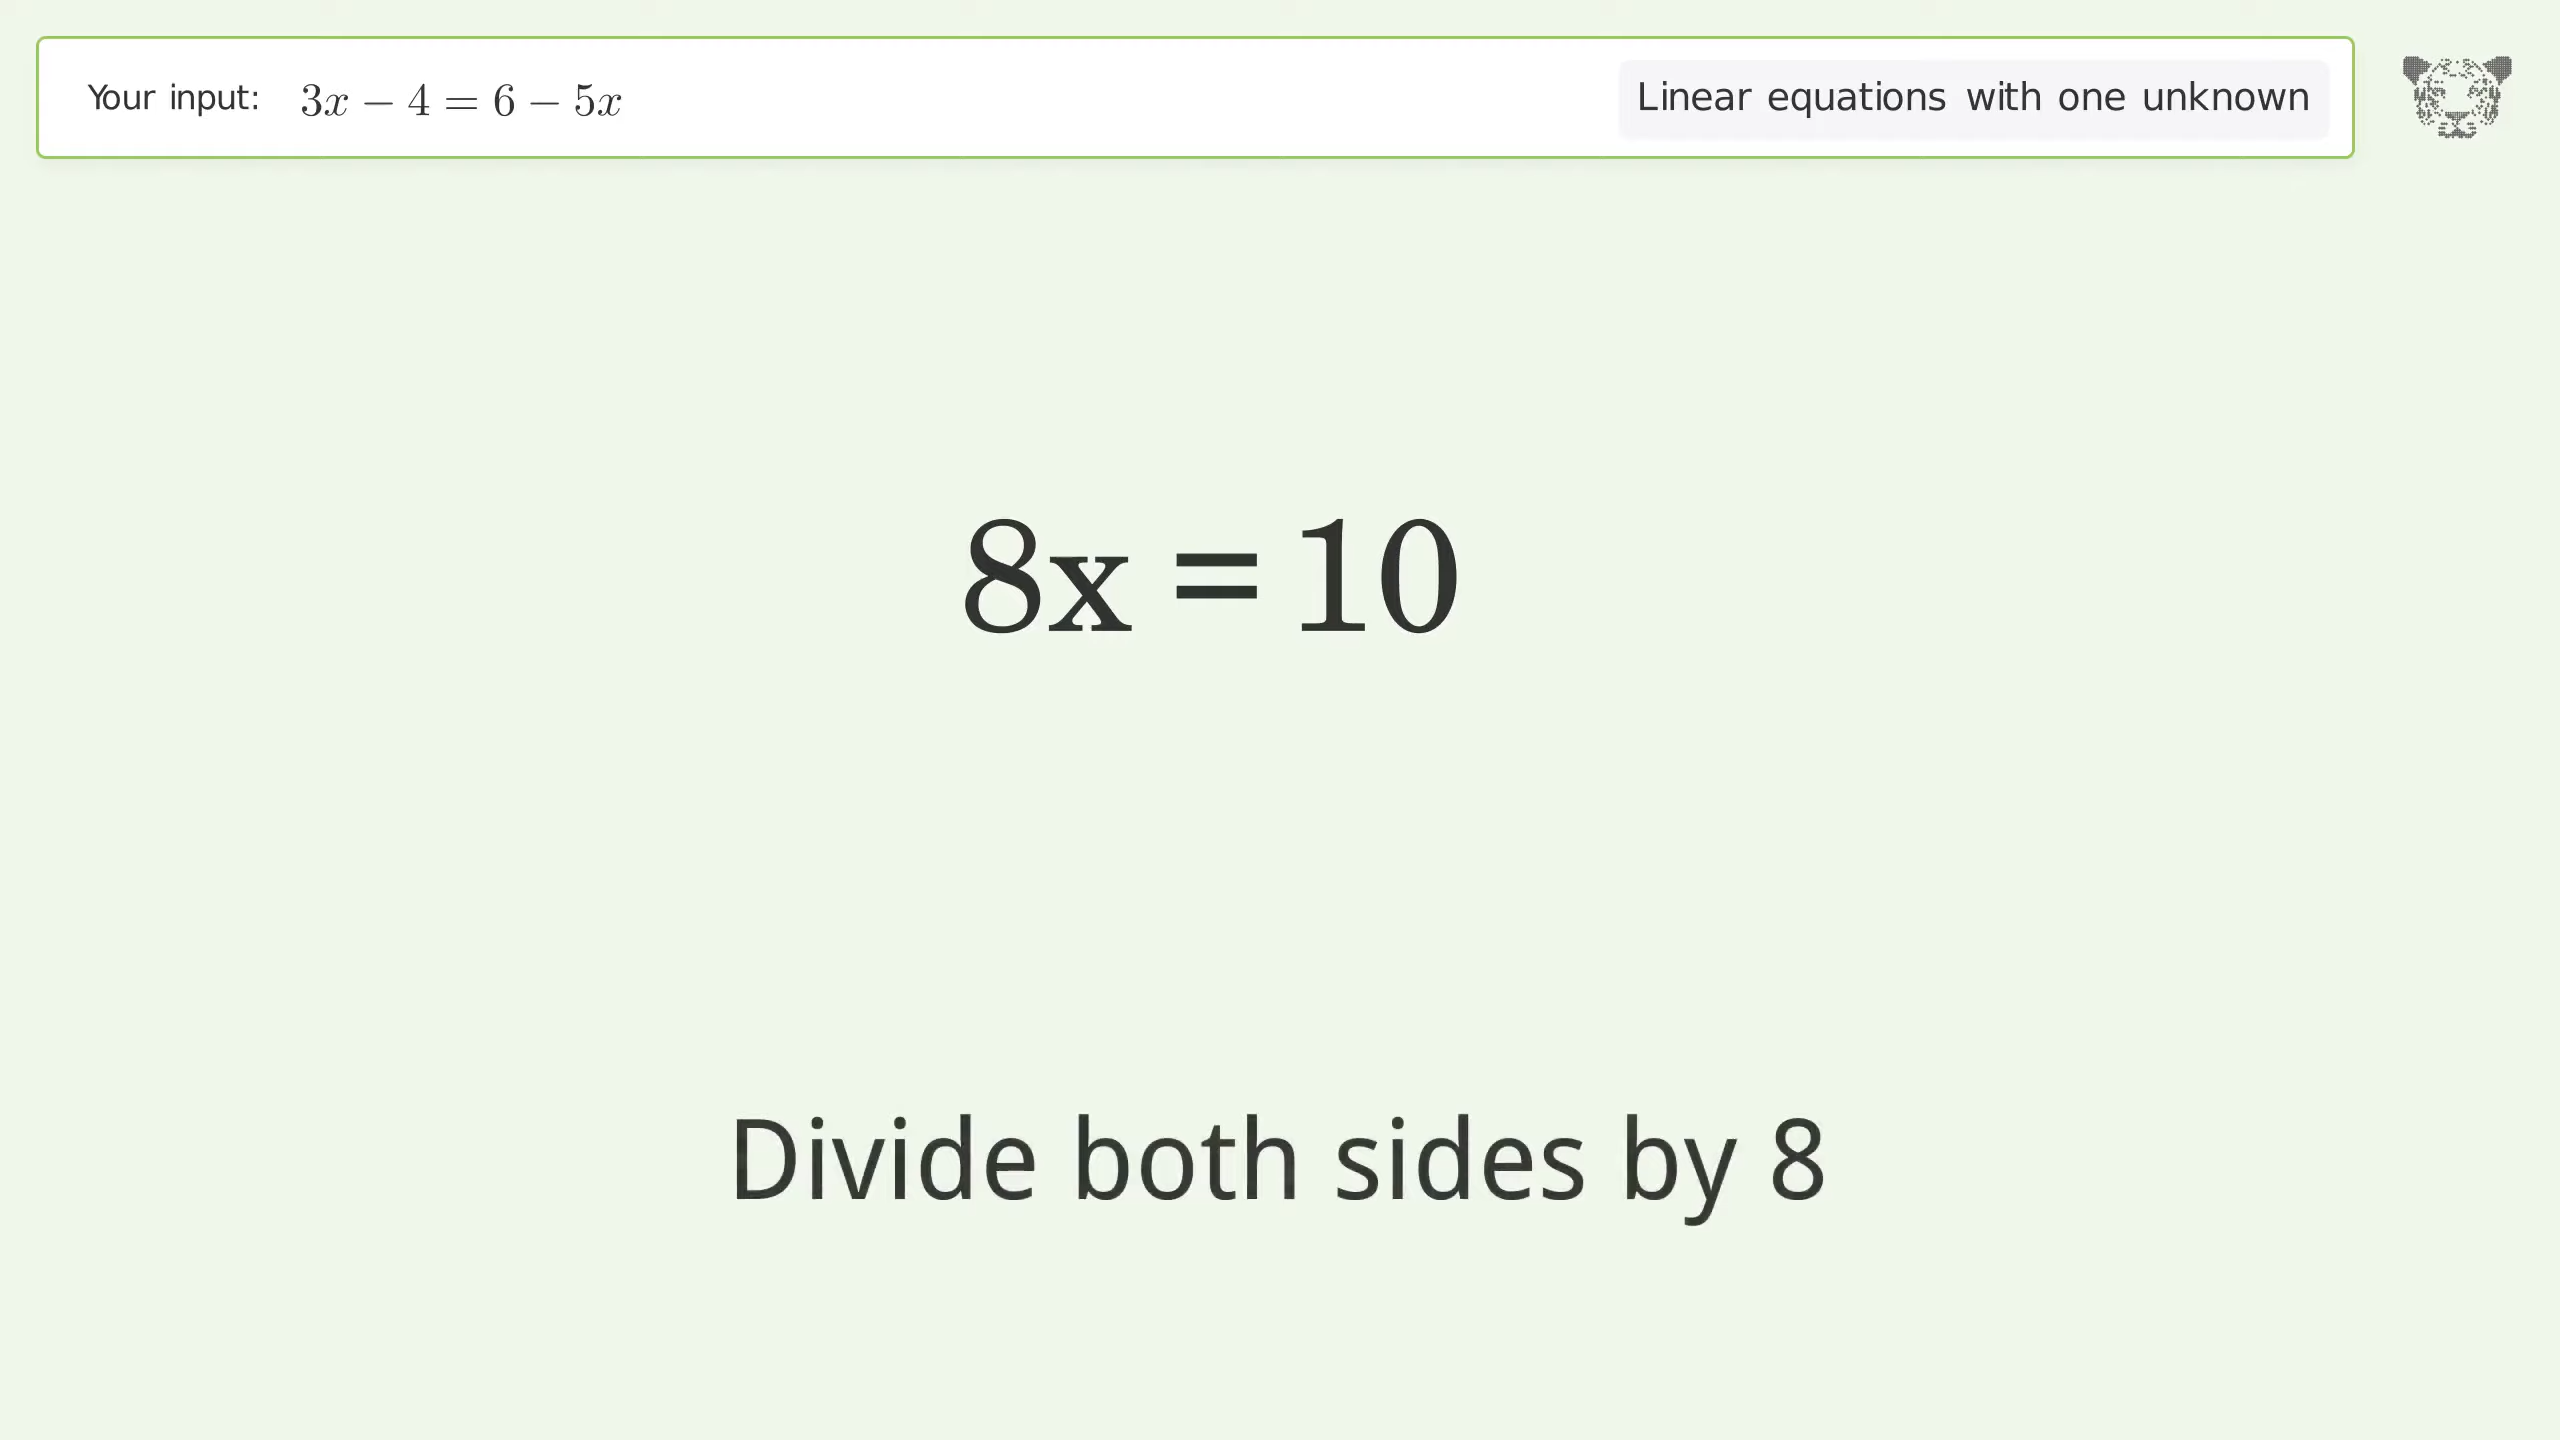 Your input: 3x − 4 = 6 − 5x
Linear equations with one unknown
8x = 10
Divide both sides by 8